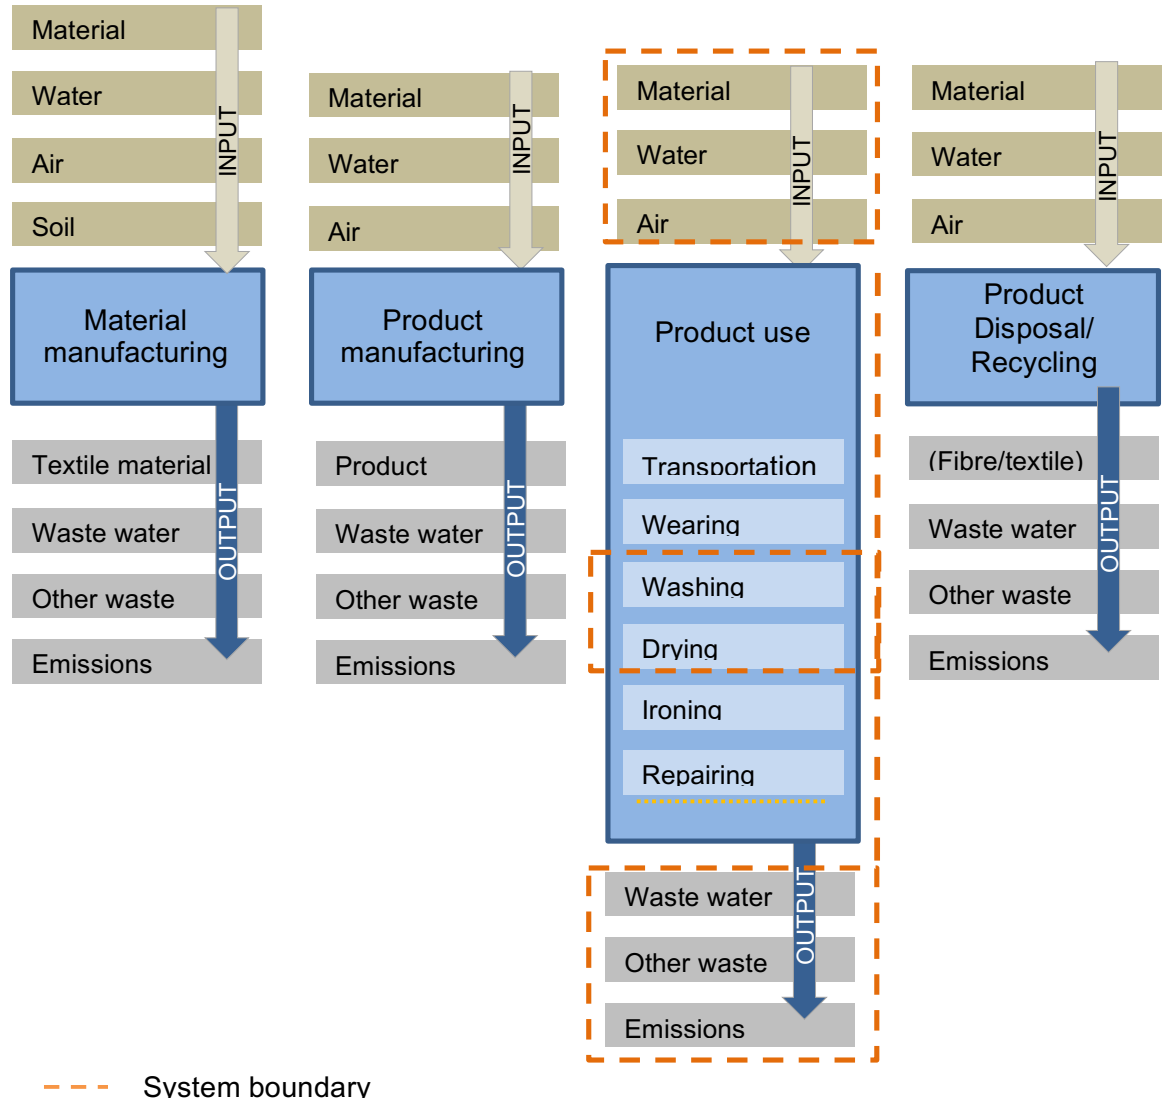 Material
Water
Air
Soil
INPUT
Material
manufacturing
Textile material
Waste water
Other waste
Emissions
OUTPUT
Material
Water
Air
INPUT
Product
manufacturing
Product
Waste water
Other waste
Emissions
OUTPUT
Material
Water
Air
INPUT
Product use
Transportation
Wearing
Washing
Drying
Ironing
Repairing
Waste water
Other waste
Emissions
OUTPUT
Material
Water
Air
INPUT
Product
Disposal/
Recycling
(Fibre/textile)
Waste water
Other waste
Emissions
OUTPUT
System boundary